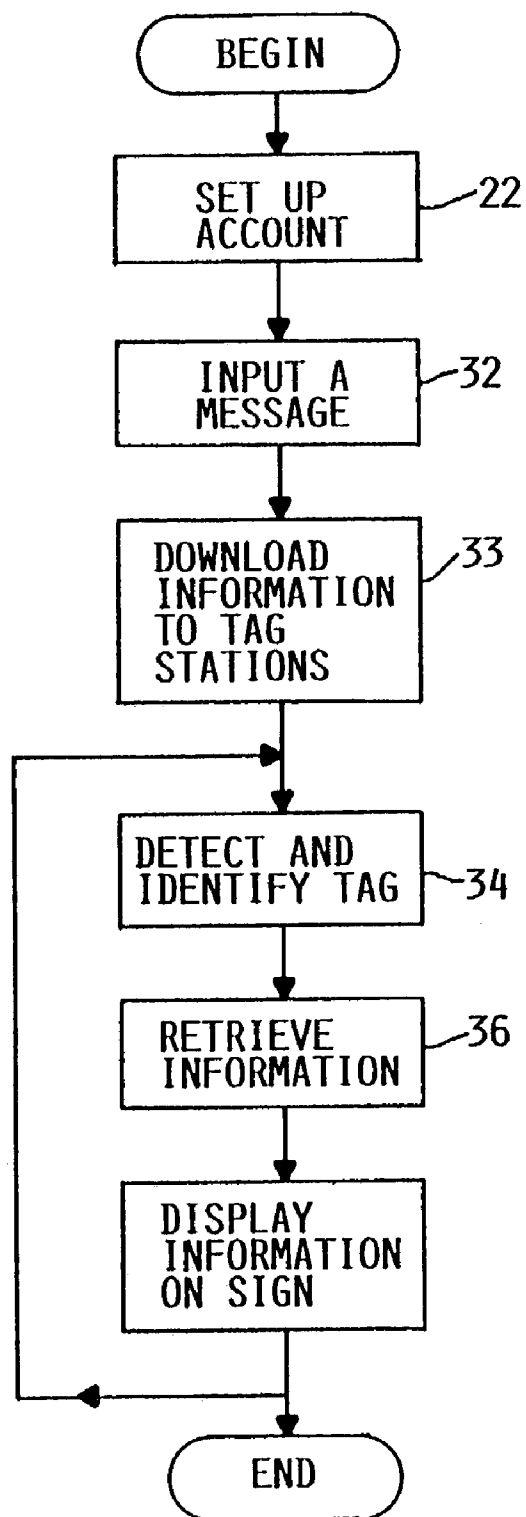 BEGIN
SET UP
ACCOUNT
22
INPUT A
MESSAGE
32
DOWNLOAD
INFORMATION
TO TAG
STATIONS
33
DETECT AND
IDENTIFY TAG
34
RETRIEVE
INFORMATION
36
DISPLAY
INFORMATION
ON SIGN
END